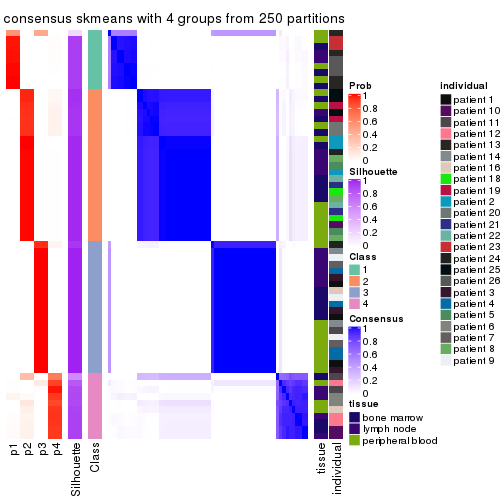 consensus skmeans with 4 groups from 250 partitions
Prob
1
0.8
0.6
0.4
0.2
0
Silhouette
1
0.8
0.6
0.4
0.2
0
Class
1
2
3
4
Consensus
1
0.8
0.6
0.4
0.2
0
tissue
bone marrow
lymph node
peripheral blood
individual
patient 1
patient 10
patient 11
patient 12
patient 13
patient 14
patient 16
patient 18
patient 19
patient 2
patient 20
patient 21
patient 22
patient 23
patient 24
patient 25
patient 26
patient 3
patient 4
patient 5
patient 6
patient 7
patient 8
patient 9
p1
p2
p3
p4
Silhouette
Class
tissue
individual